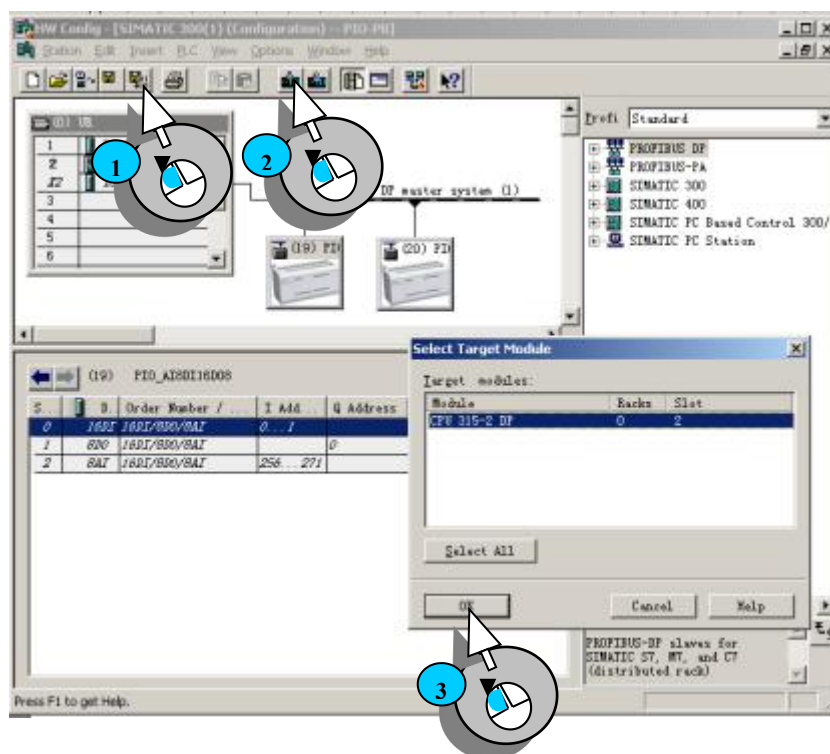 HW Config - [SIMATIC 300(1) (Configuration) -- PIO-PII]
Station Edit Insert PLC View Options Window Help
(0) UR
1
2
X2
3
4
5
6
DP master system (1)
(19) PIO
(20) PIO
1
2
Profi Standard
PROFIBUS DP
PROFIBUS-PA
SIMATIC 300
SIMATIC 400
SIMATIC PC Based Control 300/
SIMATIC PC Station
(19) PIO_AI8DI16DO8
S... D. Order Number / ... I Add... Q Address
0 16DI 16DI/8DO/8AI 0...1
1 8DO 16DI/8DO/8AI 0
2 8AI 16DI/8DO/8AI 256...271
Select Target Module
Target modules:
Module Racks Slot
CPU 315-2 DP 0 2
Select All
OK
Cancel
Help
3
PROFIBUS-DP slaves for
SIMATIC S7, M7, and C7
(distributed rack)
Press F1 to get Help.